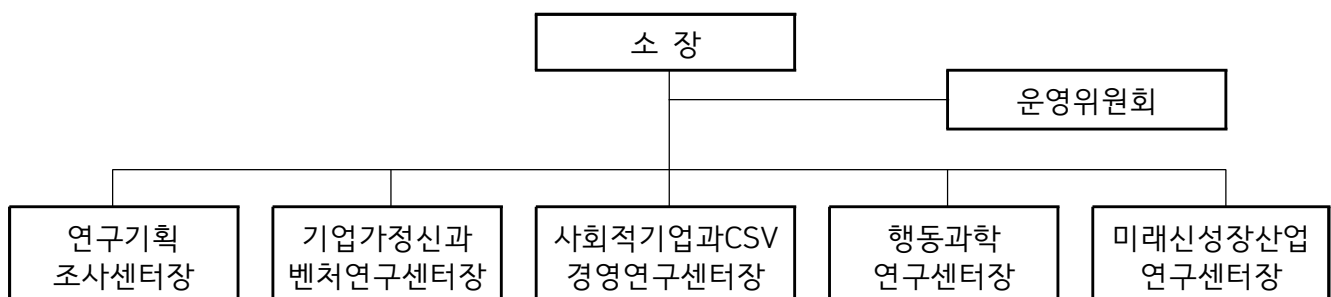 소 장
운영위원회
연구기획
조사센터장
기업가정신과
벤처연구센터장
사회적기업과CSV
경영연구센터장
행동과학
연구센터장
미래신성장산업
연구센터장